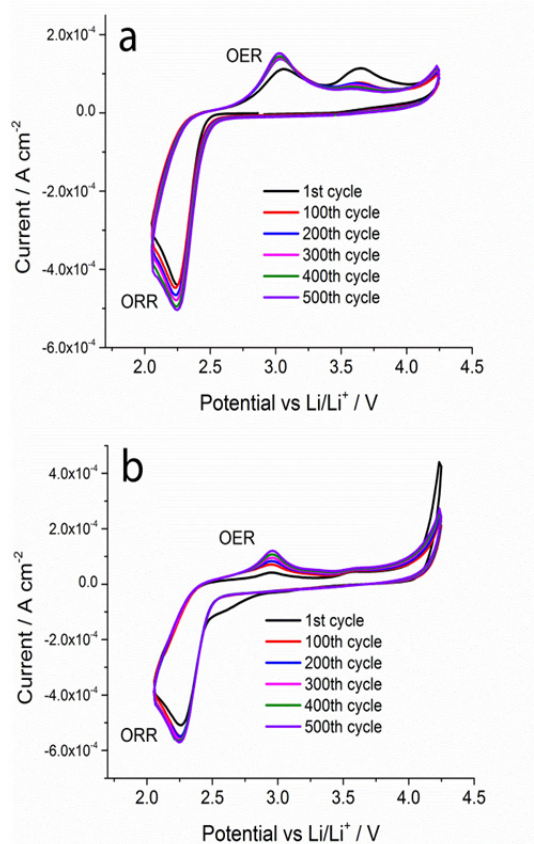 a
OER
2.0x10⁻⁴
0.0
-2.0x10⁻⁴
-4.0x10⁻⁴
-6.0x10⁻⁴
Current / A cm⁻²
1st cycle
100th cycle
200th cycle
300th cycle
400th cycle
500th cycle
ORR
2.0 2.5 3.0 3.5 4.0 4.5
Potential vs Li/Li⁺ / V
b
OER
4.0x10⁻⁴
2.0x10⁻⁴
0.0
-2.0x10⁻⁴
-4.0x10⁻⁴
-6.0x10⁻⁴
Current / A cm⁻²
1st cycle
100th cycle
200th cycle
300th cycle
400th cycle
500th cycle
ORR
2.0 2.5 3.0 3.5 4.0 4.5
Potential vs Li/Li⁺ / V